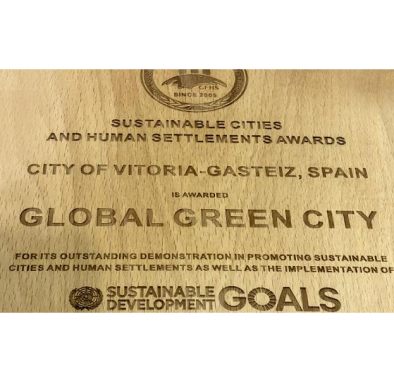 SINCE 2005
SUSTAINABLE CITIES
AND HUMAN SETTLEMENTS AWARDS
CITY OF VITORIA-GASTEIZ, SPAIN
IS AWARDED
GLOBAL GREEN CITY
FOR ITS OUTSTANDING DEMONSTRATION IN PROMOTING SUSTAINABLE
CITIES AND HUMAN SETTLEMENTS AS WELL AS THE IMPLEMENTATION OF
SUSTAINABLE
DEVELOPMENT GOALS